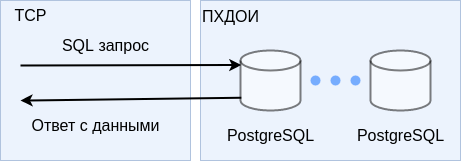 ТСР
ПХДОИ
SQL запрос
Ответ с данными
PostgreSQL
PostgreSQL